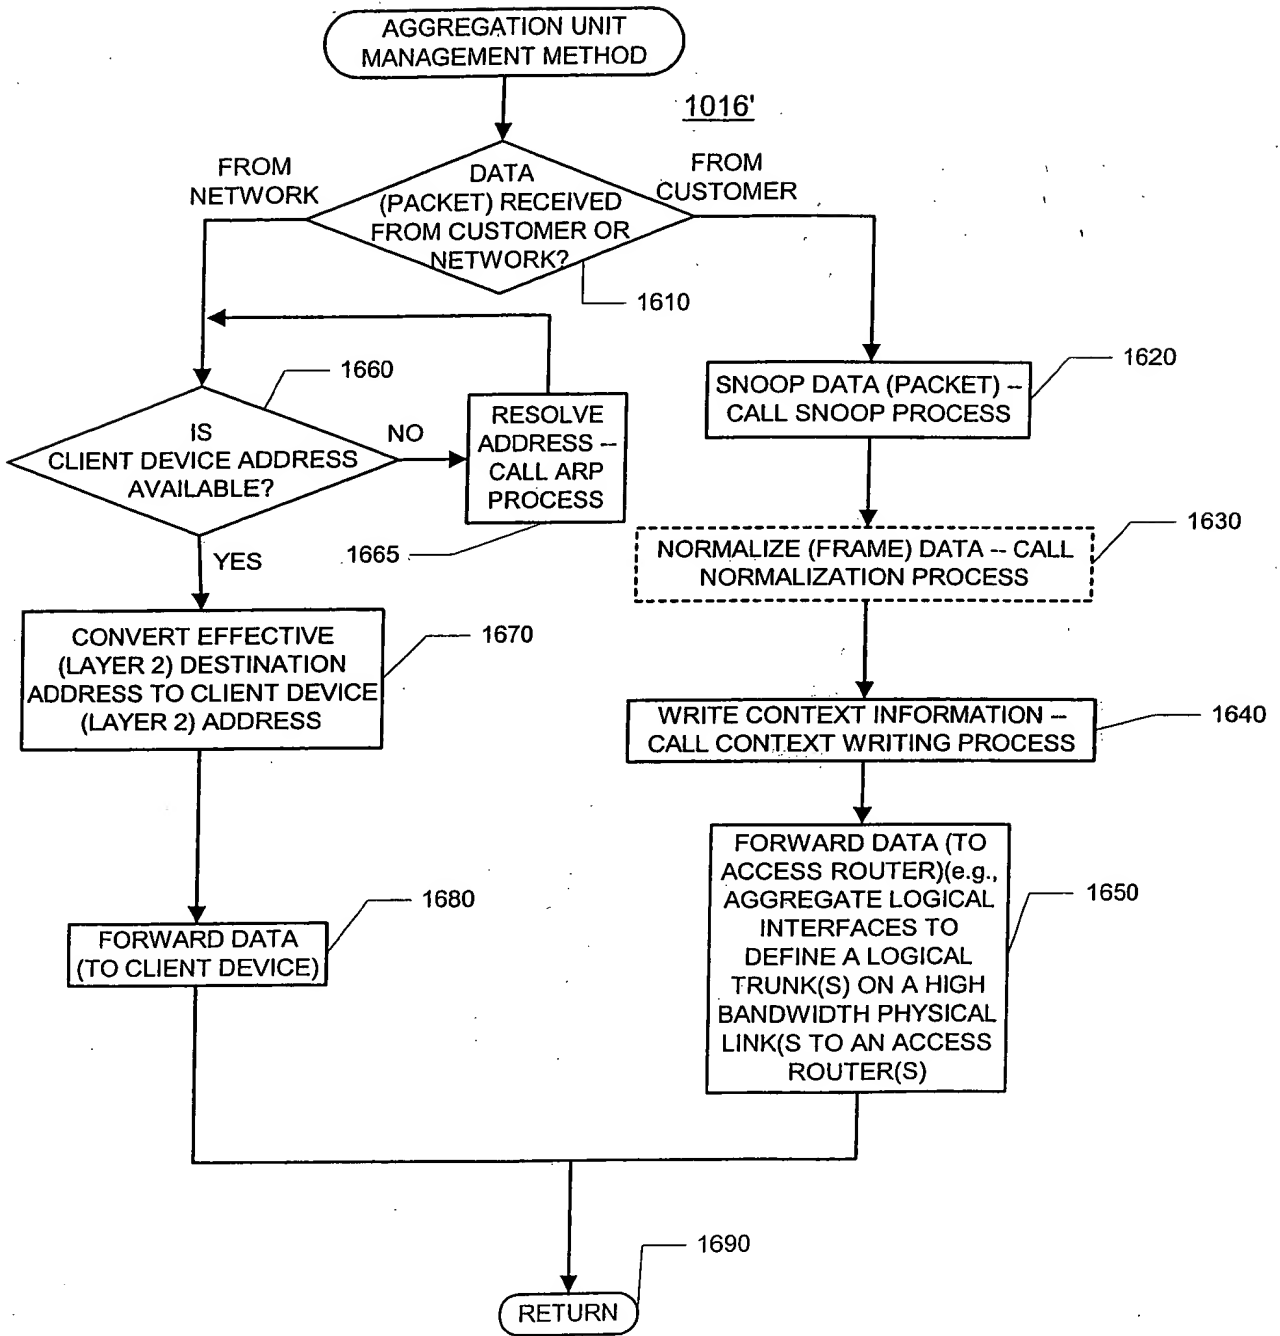 AGGREGATION UNIT
MANAGEMENT METHOD
1016'
FROM
NETWORK
DATA
(PACKET) RECEIVED
FROM CUSTOMER OR
NETWORK?
FROM
CUSTOMER
1610
1660
IS
CLIENT DEVICE ADDRESS
AVAILABLE?
NO
RESOLVE
ADDRESS --
CALL ARP
PROCESS
1665
YES
CONVERT EFFECTIVE
(LAYER 2) DESTINATION
ADDRESS TO CLIENT DEVICE
(LAYER 2) ADDRESS
1670
FORWARD DATA
(TO CLIENT DEVICE)
1680
SNOOP DATA (PACKET) --
CALL SNOOP PROCESS
1620
NORMALIZE (FRAME) DATA -- CALL
NORMALIZATION PROCESS
1630
WRITE CONTEXT INFORMATION --
CALL CONTEXT WRITING PROCESS
1640
FORWARD DATA (TO
ACCESS ROUTER)(e.g.,
AGGREGATE LOGICAL
INTERFACES TO
DEFINE A LOGICAL
TRUNK(S) ON A HIGH
BANDWIDTH PHYSICAL
LINK(S TO AN ACCESS
ROUTER(S)
1650
1690
RETURN